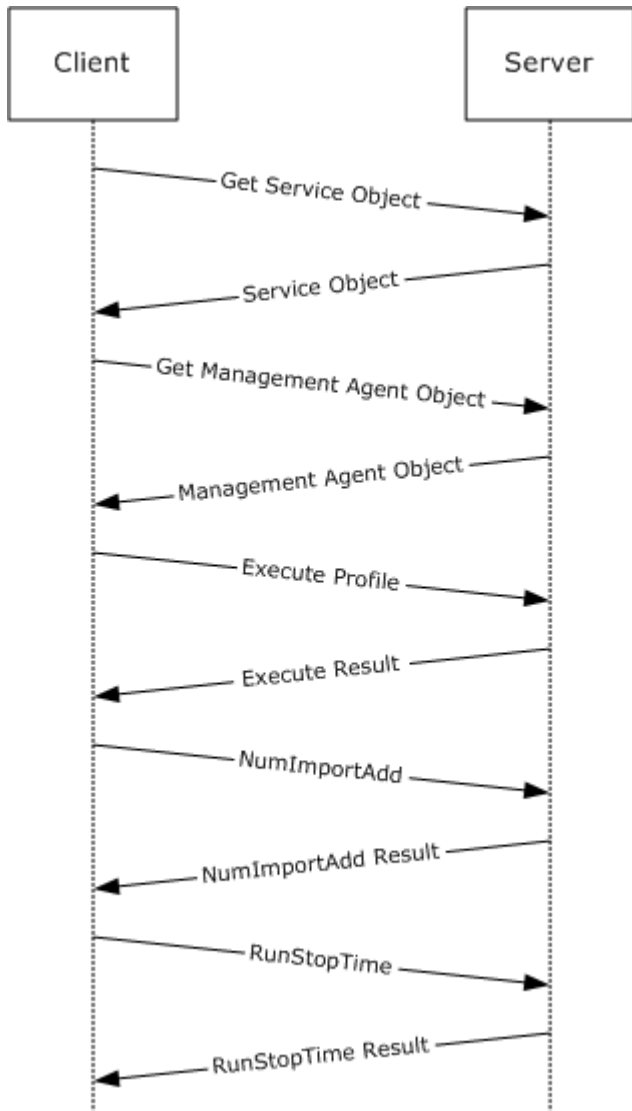 Client
Server
Get Service Object
Service Object
Get Management Agent Object
Management Agent Object
Execute Profile
Execute Result
NumImportAdd
NumImportAdd Result
RunStopTime
RunStopTime Result